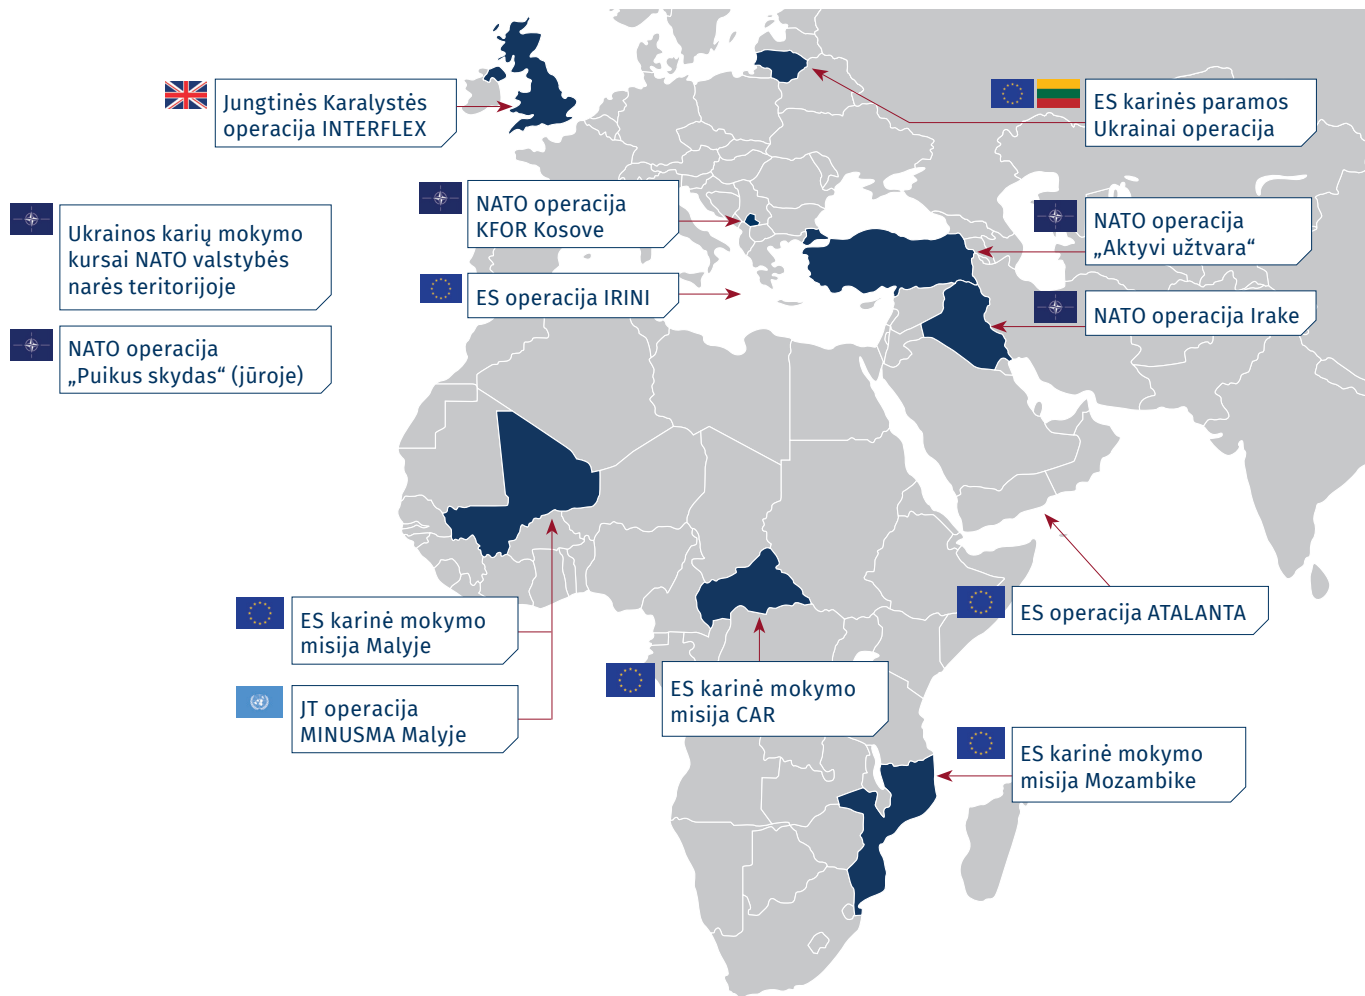 Jungtinės Karalystės
operacija INTERFLEX
ES karinės paramos
Ukrainai operacija
NATO operacija
KFOR Kosove
Ukrainos karių mokymo
kursai NATO valstybės
narės teritorijoje
NATO operacija
„Aktyvi užtvara“
ES operacija IRINI
NATO operacija Irake
NATO operacija
„Puikus skydas“ (jūroje)
ES karinė mokymo
misija Malyje
ES operacija ATALANTA
ES karinė mokymo
misija CAR
JT operacija
MINUSMA Malyje
ES karinė mokymo
misija Mozambike